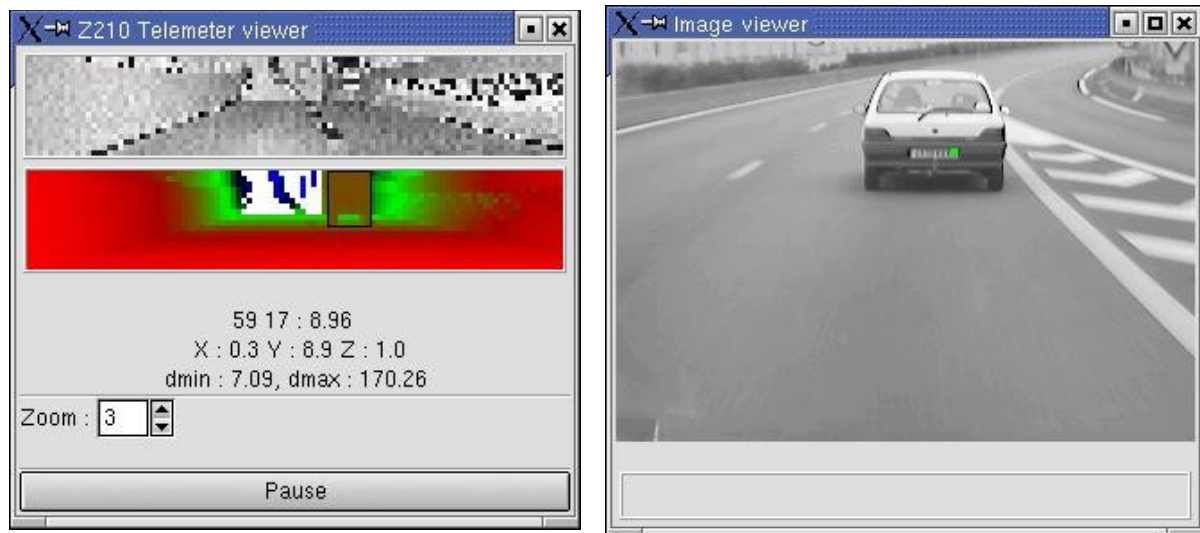 Z210 Telemeter viewer
59 17 : 8.96
X : 0.3 Y : 8.9 Z : 1.0
dmin : 7.09, dmax : 170.26
Zoom : 3
Pause
Image viewer